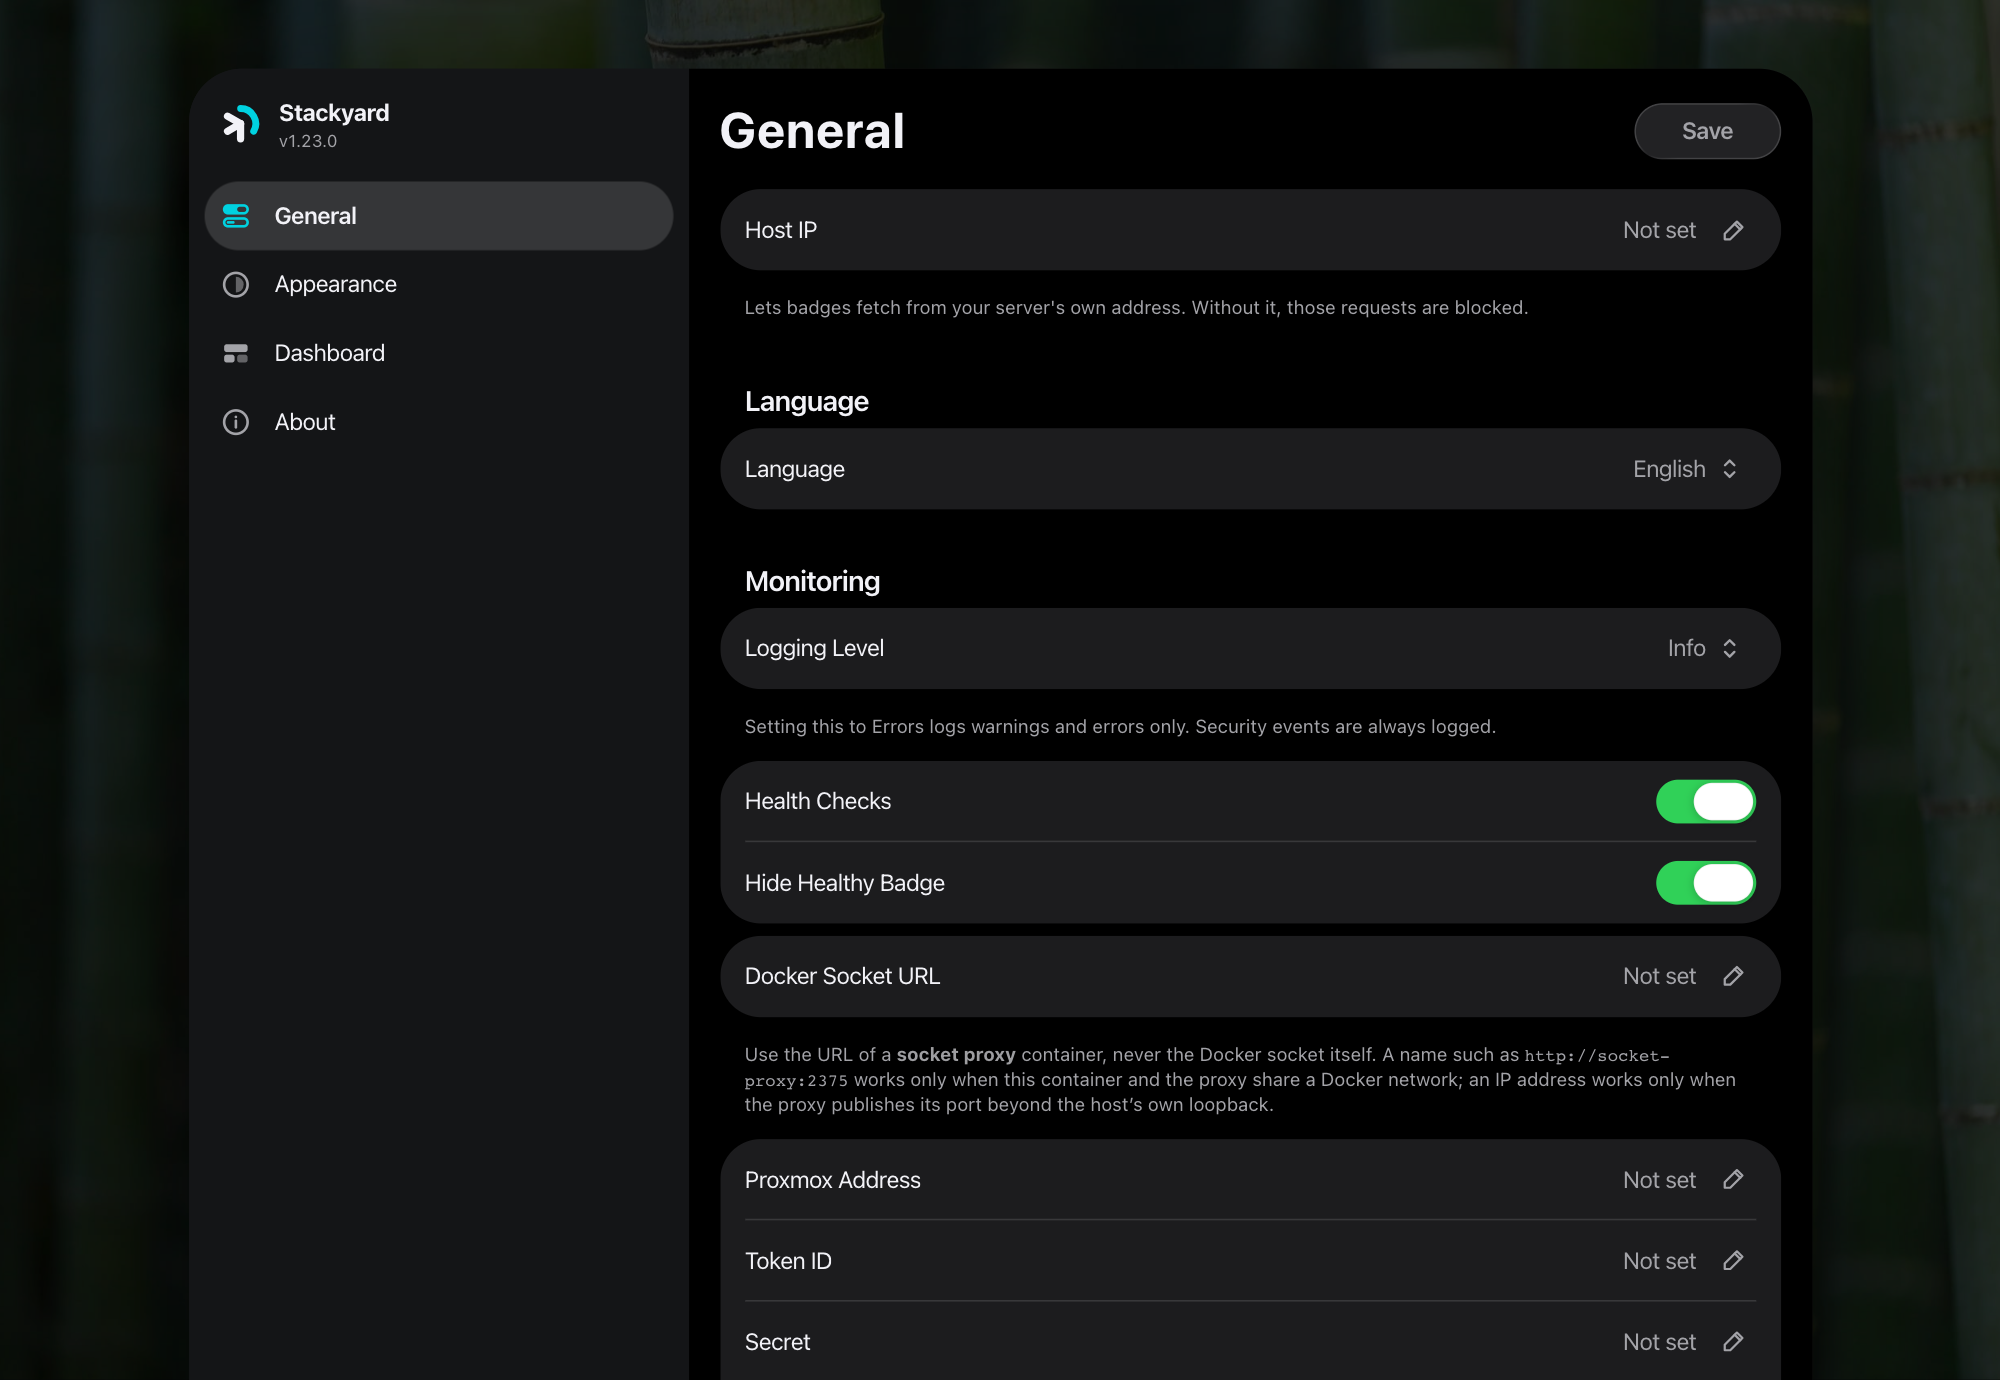 Stackyard
v1.23.0
General
Appearance
Dashboard
About
General
Save
Host IP
Not set
Lets badges fetch from your server's own address. Without it, those requests are blocked.
Language
Language
English
Monitoring
Logging Level
Info
Setting this to Errors logs warnings and errors only. Security events are always logged.
Health Checks
Hide Healthy Badge
Docker Socket URL
Not set
Use the URL of a socket proxy container, never the Docker socket itself. A name such as http://socket-
proxy:2375 works only when this container and the proxy share a Docker network; an IP address works only when
the proxy publishes its port beyond the host’s own loopback.
Proxmox Address
Not set
Token ID
Not set
Secret
Not set